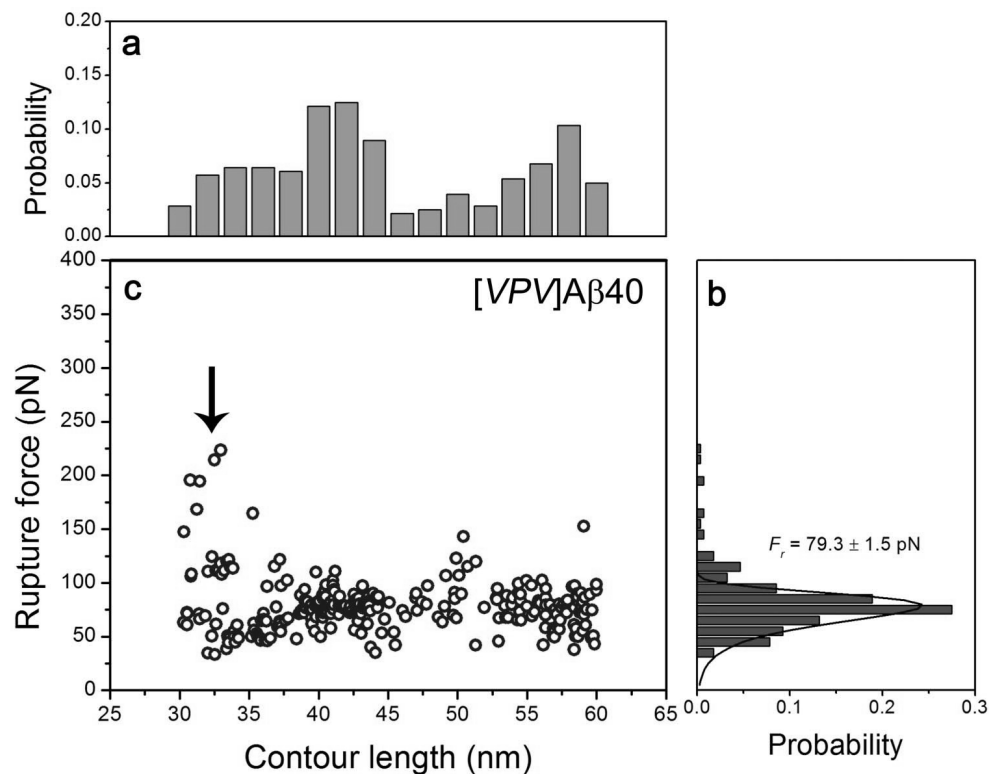 a
0.20
0.15
0.10
0.05
0.00
Probability
c
[VPV]Aβ40
400
350
300
250
200
150
100
50
0
Rupture force (pN)
25 30 35 40 45 50 55 60 65
Contour length (nm)
b
Fr = 79.3 ± 1.5 pN
0.0 0.1 0.2 0.3
Probability